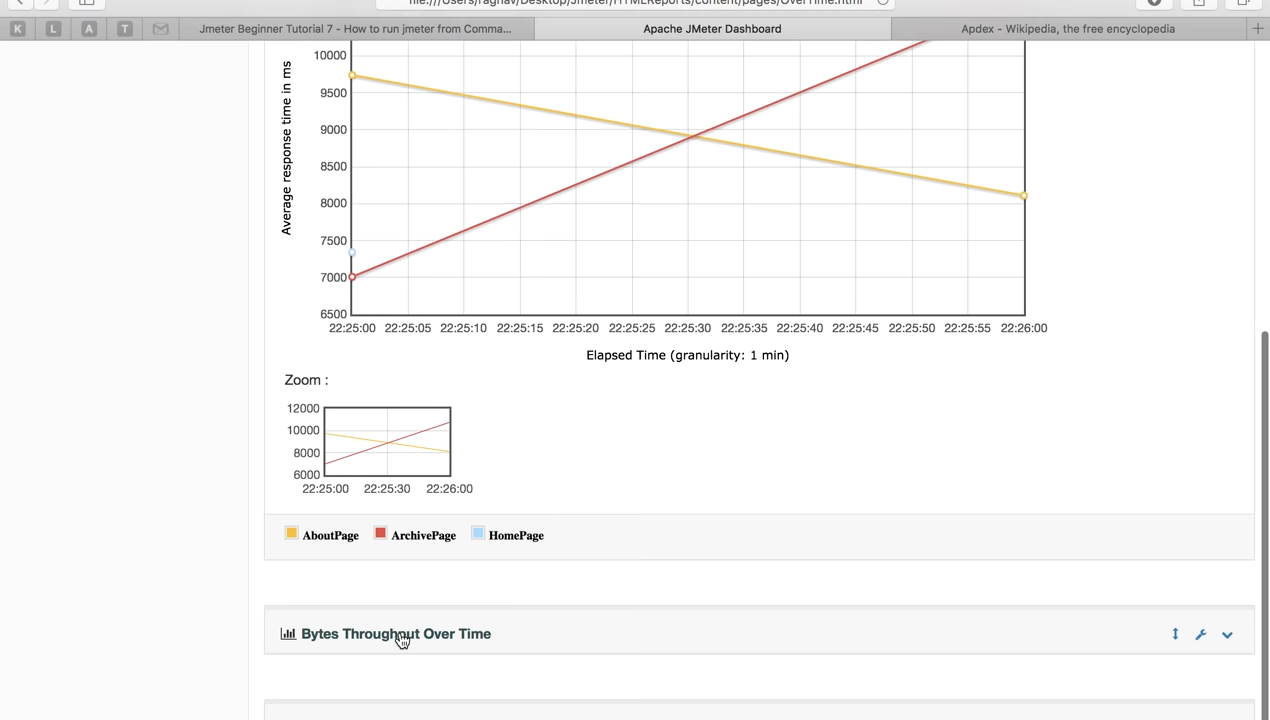 file:///Users/raghav/Desktop/Jmeter/HTMLReports/content/pages/OverTime.html
K L A T Jmeter Beginner Tutorial 7 - How to run jmeter from Comma... Apache JMeter Dashboard Apdex - Wikipedia, the free encyclopedia +
Average response time in ms
10000
9500
9000
8500
8000
7500
7000
6500
22:25:00 22:25:05 22:25:10 22:25:15 22:25:20 22:25:25 22:25:30 22:25:35 22:25:40 22:25:45 22:25:50 22:25:55 22:26:00
Elapsed Time (granularity: 1 min)
Zoom :
12000
10000
8000
6000
22:25:00 22:25:30 22:26:00
AboutPage ArchivePage HomePage
Bytes Throughput Over Time